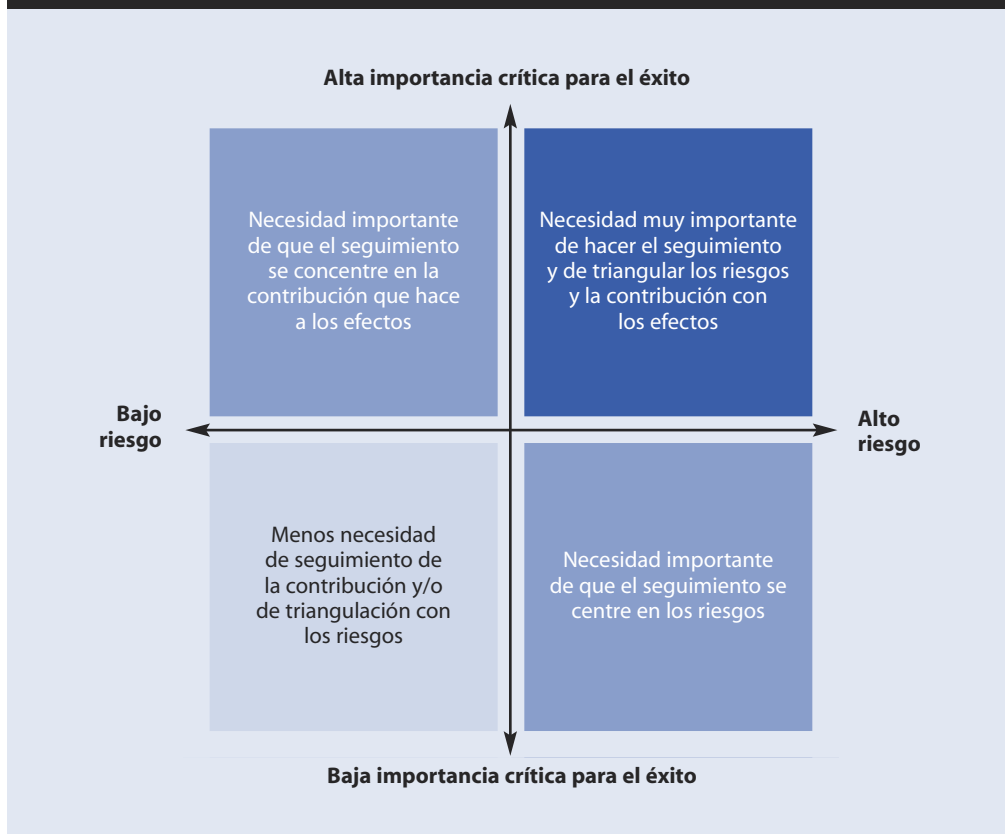 Alta importancia crítica para el éxito
Necesidad importante
de que el seguimiento
se concentre en la
contribución que hace
a los efectos
Necesidad muy importante
de hacer el seguimiento
y de triangular los riesgos
y la contribución con
los efectos
Bajo
riesgo
Alto
riesgo
Menos necesidad
de seguimiento de
la contribución y/o
de triangulación con
los riesgos
Necesidad importante
de que el seguimiento se
centre en los riesgos
Baja importancia crítica para el éxito